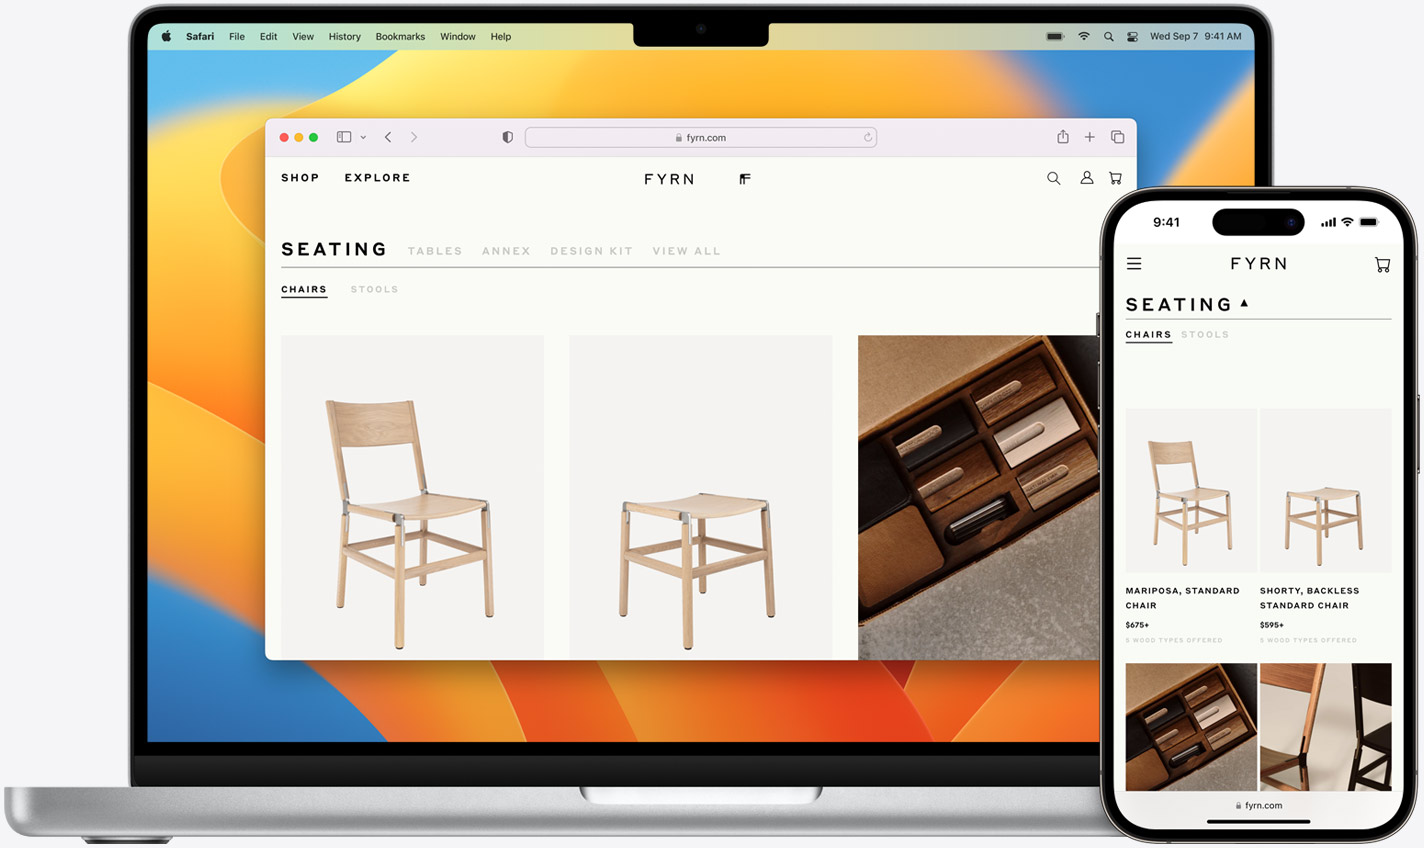 Safari File Edit View History Bookmarks Window Help
Wed Sep 7 9:41 AM
fyrn.com
SHOP EXPLORE
FYRN
SEATING TABLES ANNEX DESIGN KIT VIEW ALL
CHAIRS STOOLS
9:41
FYRN
SEATING
CHAIRS STOOLS
MARIPOSA, STANDARD
CHAIR
$675+
5 WOOD TYPES OFFERED
SHORTY, BACKLESS
STANDARD CHAIR
$595+
5 WOOD TYPES OFFERED
fyrn.com